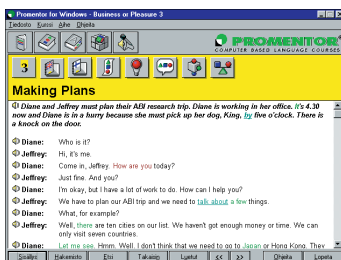 Promentor for Windows - Business or Pleasure 3
Tiedosto Kurssi Aihe Ohjeita
PROMENTOR
COMPUTER BASED LANGUAGE COURSES
3
Making Plans
Diane and Jeffrey must plan their ABI research trip. Diane is working in her office. It's 4.30
now and Diane is in a hurry because she must pick up her dog, King, by five o'clock. There is
a knock on the door.
Diane: Who is it?
Jeffrey: Hi, it's me.
Diane: Come in, Jeffrey. How are you today?
Jeffrey: Just fine. And you?
Diane: I'm okay, but I have a lot of work to do. How can I help you?
Jeffrey: We have to plan our ABI trip and we need to talk about a few things.
Diane: What, for example?
Jeffrey: Well, there are ten cities on our list. We haven't got enough money or time. We can
only visit seven countries.
Diane: Let me see. Hmm. Well, I don't think that we need to go to Japan or Hong Kong. They
Sisällys Hakemisto Etsi Takaisin Luetut << >> Ohjeita Lopeta